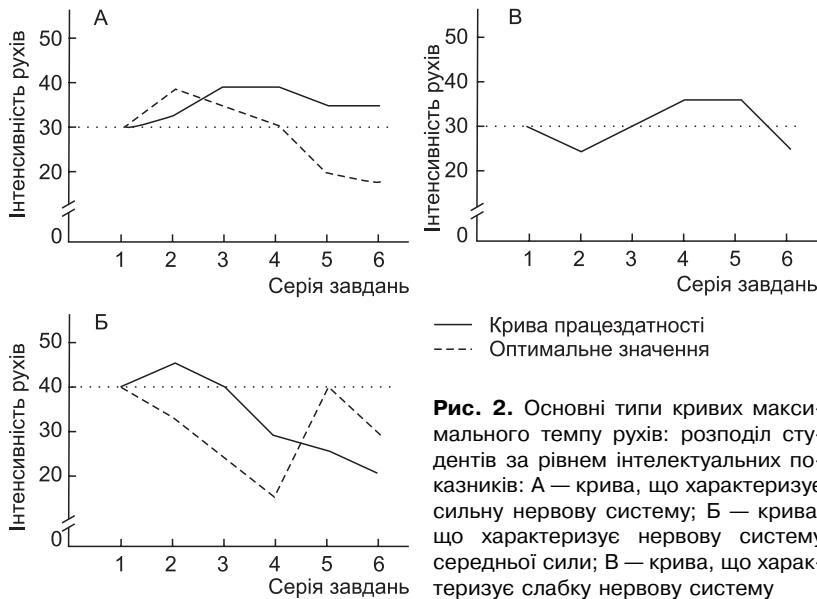 А
Інтенсивність рухів
50
40
30
20
0
1 2 3 4 5 6
Серія завдань
В
Інтенсивність рухів
50
40
30
20
0
1 2 3 4 5 6
Серія завдань
Б
Інтенсивність рухів
50
40
30
20
0
1 2 3 4 5 6
Серія завдань
Крива працездатності
Оптимальне значення
Рис. 2. Основні типи кривих макси-
мального темпу рухів: розподіл сту-
дентів за рівнем інтелектуальних по-
казників: А — крива, що характеризує
сильну нервову систему; Б — крива,
що характеризує нервову систему
середньої сили; В — крива, що харак-
теризує слабку нервову систему